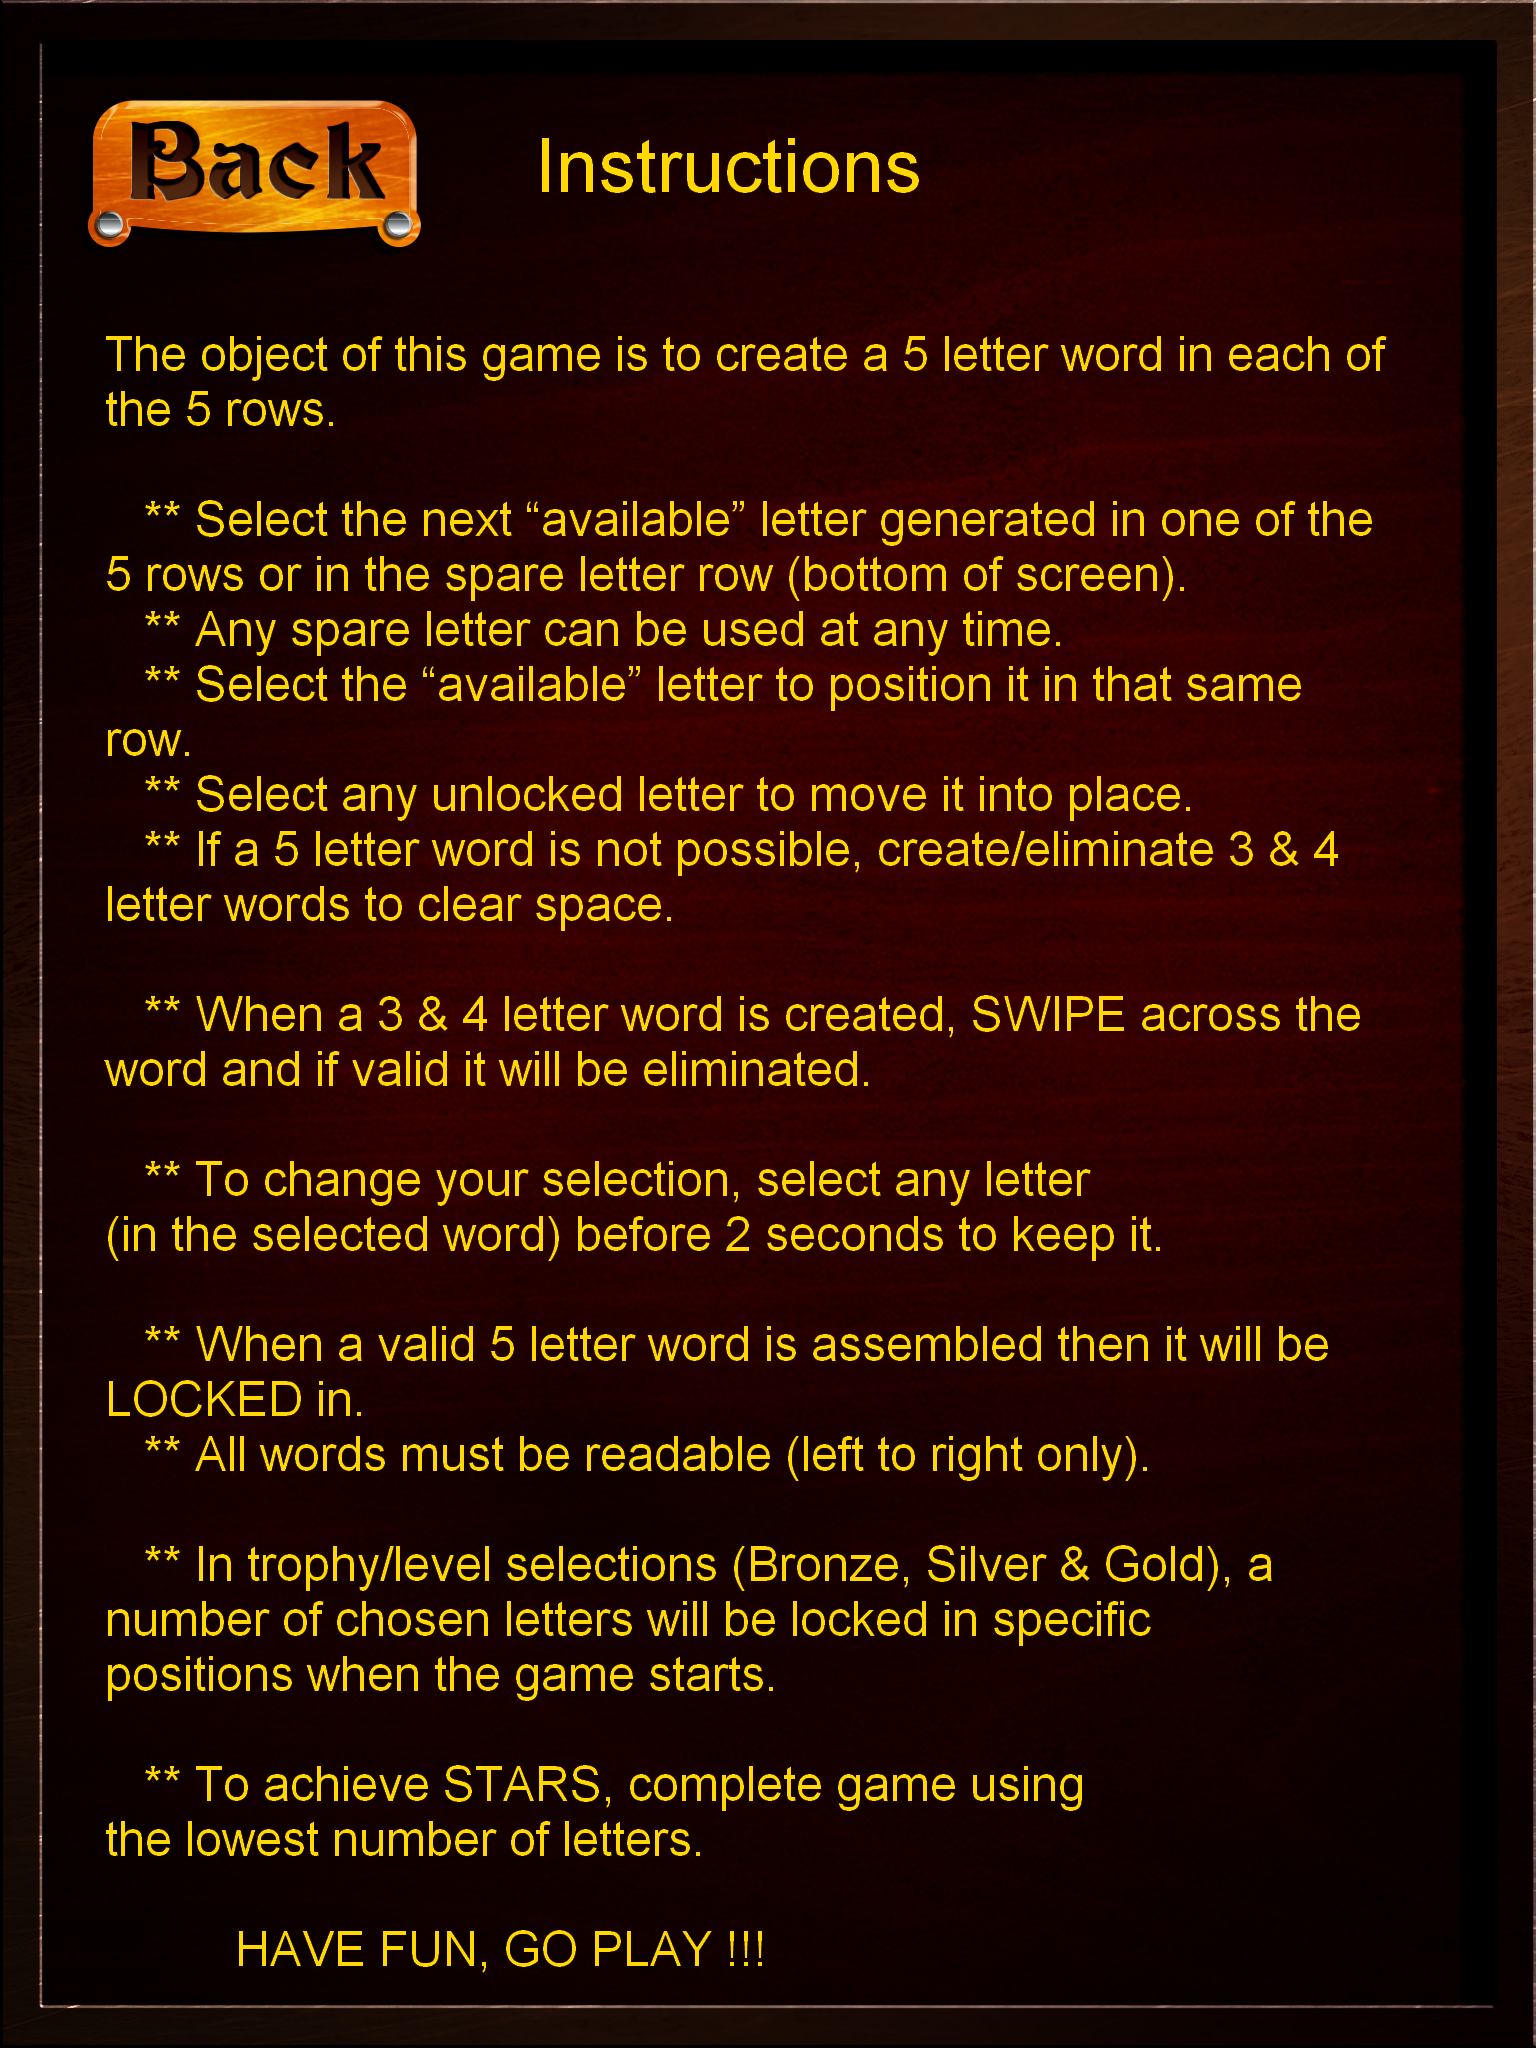 Back
Instructions
The object of this game is to create a 5 letter word in each of
the 5 rows.
** Select the next “available” letter generated in one of the
5 rows or in the spare letter row (bottom of screen).
** Any spare letter can be used at any time.
** Select the “available” letter to position it in that same
row.
** Select any unlocked letter to move it into place.
** If a 5 letter word is not possible, create/eliminate 3 & 4
letter words to clear space.
** When a 3 & 4 letter word is created, SWIPE across the
word and if valid it will be eliminated.
** To change your selection, select any letter
(in the selected word) before 2 seconds to keep it.
** When a valid 5 letter word is assembled then it will be
LOCKED in.
** All words must be readable (left to right only).
** In trophy/level selections (Bronze, Silver & Gold), a
number of chosen letters will be locked in specific
positions when the game starts.
** To achieve STARS, complete game using
the lowest number of letters.
HAVE FUN, GO PLAY !!!